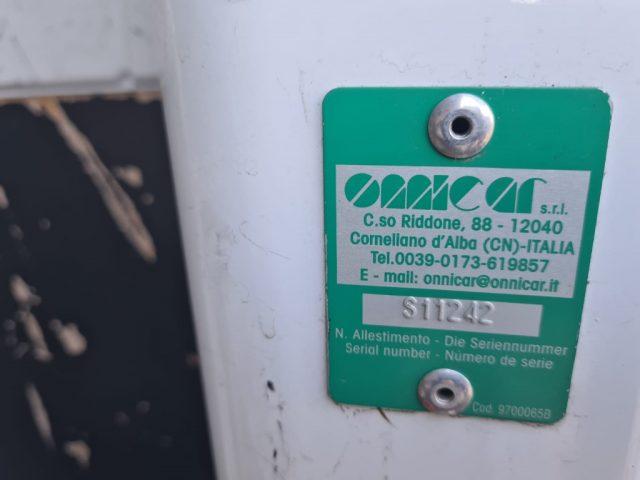 onnicar s.r.l.
C.so Riddone, 88 - 12040
Corneliano d'Alba (CN)-ITALIA
Tel.0039-0173-619857
E - mail: onnicar@onnicar.it
S11242
N. Allestimento - Die Seriennummer
Serial number - Número de serie
Cod. 9700065B